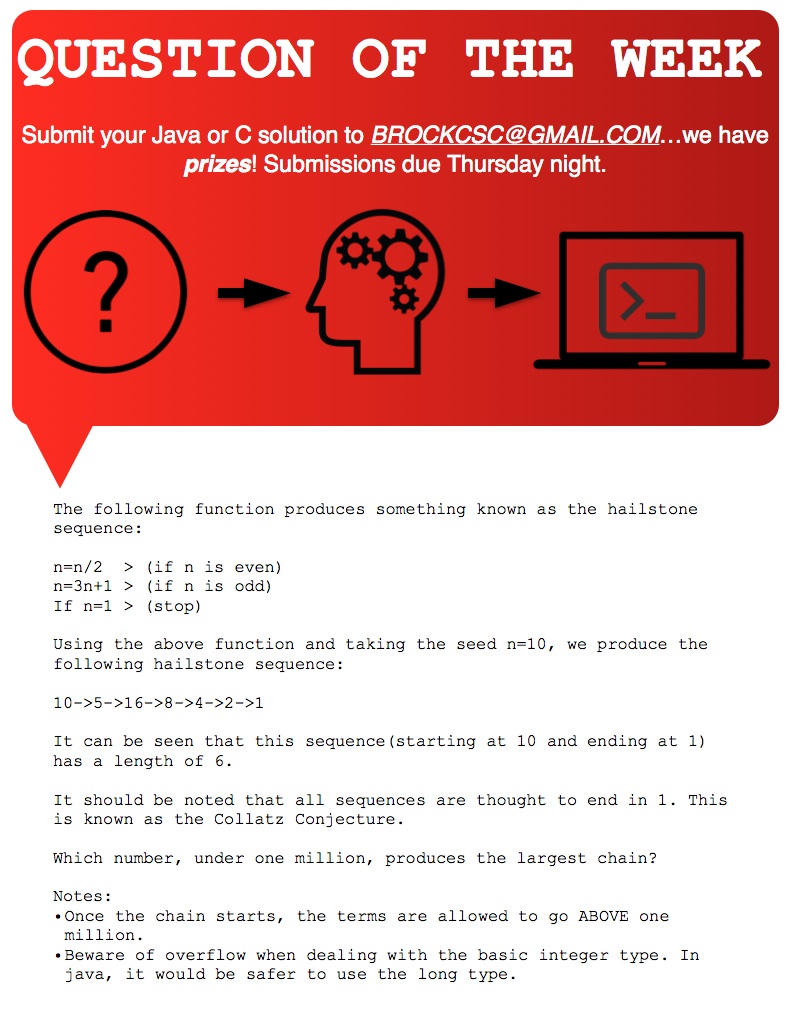 QUESTION OF THE WEEK
Submit your Java or C solution to BROCKCSC@GMAIL.COM...we have
prizes! Submissions due Thursday night.
?
>_
The following function produces something known as the hailstone
sequence:
n=n/2  > (if n is even)
n=3n+1 > (if n is odd)
If n=1 > (stop)
Using the above function and taking the seed n=10, we produce the
following hailstone sequence:
10->5->16->8->4->2->1
It can be seen that this sequence(starting at 10 and ending at 1)
has a length of 6.
It should be noted that all sequences are thought to end in 1. This
is known as the Collatz Conjecture.
Which number, under one million, produces the largest chain?
Notes:
•Once the chain starts, the terms are allowed to go ABOVE one
million.
•Beware of overflow when dealing with the basic integer type. In
java, it would be safer to use the long type.